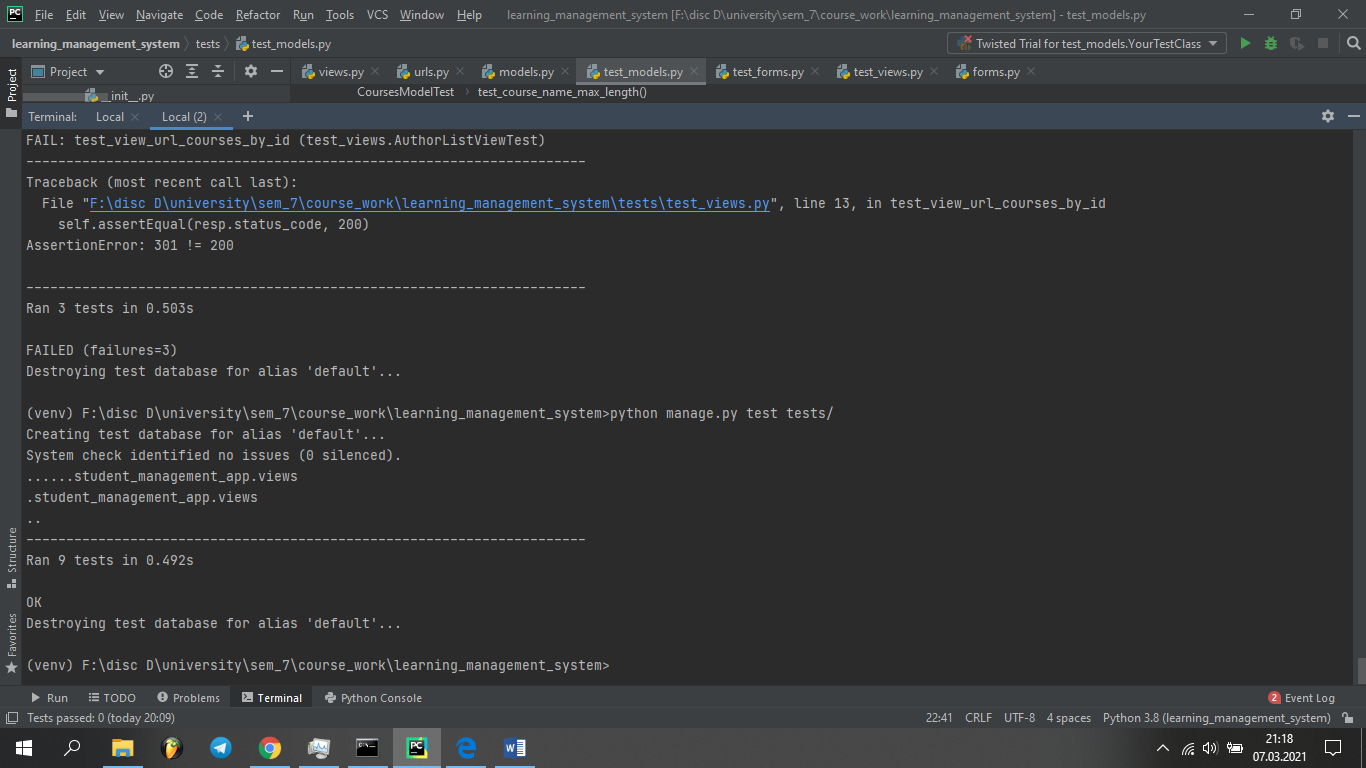 PC File Edit View Navigate Code Refactor Run Tools VCS Window Help learning_management_system [F:\disc D\university\sem_7\course_work\learning_management_system] - test_models.py
learning_management_system tests test_models.py Twisted Trial for test_models.YourTestClass
Project Project views.py urls.py models.py test_models.py test_forms.py test_views.py forms.py
__init__.py CoursesModelTest test_course_name_max_length()
Terminal: Local Local (2)
FAIL: test_view_url_courses_by_id (test_views.AuthorListViewTest)
----------------------------------------------------------------------
Traceback (most recent call last):
  File "F:\disc D\university\sem_7\course_work\learning_management_system\tests\test_views.py", line 13, in test_view_url_courses_by_id
    self.assertEqual(resp.status_code, 200)
AssertionError: 301 != 200
----------------------------------------------------------------------
Ran 3 tests in 0.503s
FAILED (failures=3)
Destroying test database for alias 'default'...
(venv) F:\disc D\university\sem_7\course_work\learning_management_system>python manage.py test tests/
Creating test database for alias 'default'...
System check identified no issues (0 silenced).
......student_management_app.views
.student_management_app.views
..
----------------------------------------------------------------------
Ran 9 tests in 0.492s
OK
Destroying test database for alias 'default'...
(venv) F:\disc D\university\sem_7\course_work\learning_management_system>
Structure
Favorites
Run TODO Problems Terminal Python Console 2 Event Log
Tests passed: 0 (today 20:09) 22:41 CRLF UTF-8 4 spaces Python 3.8 (learning_management_system)
21:18
07.03.2021